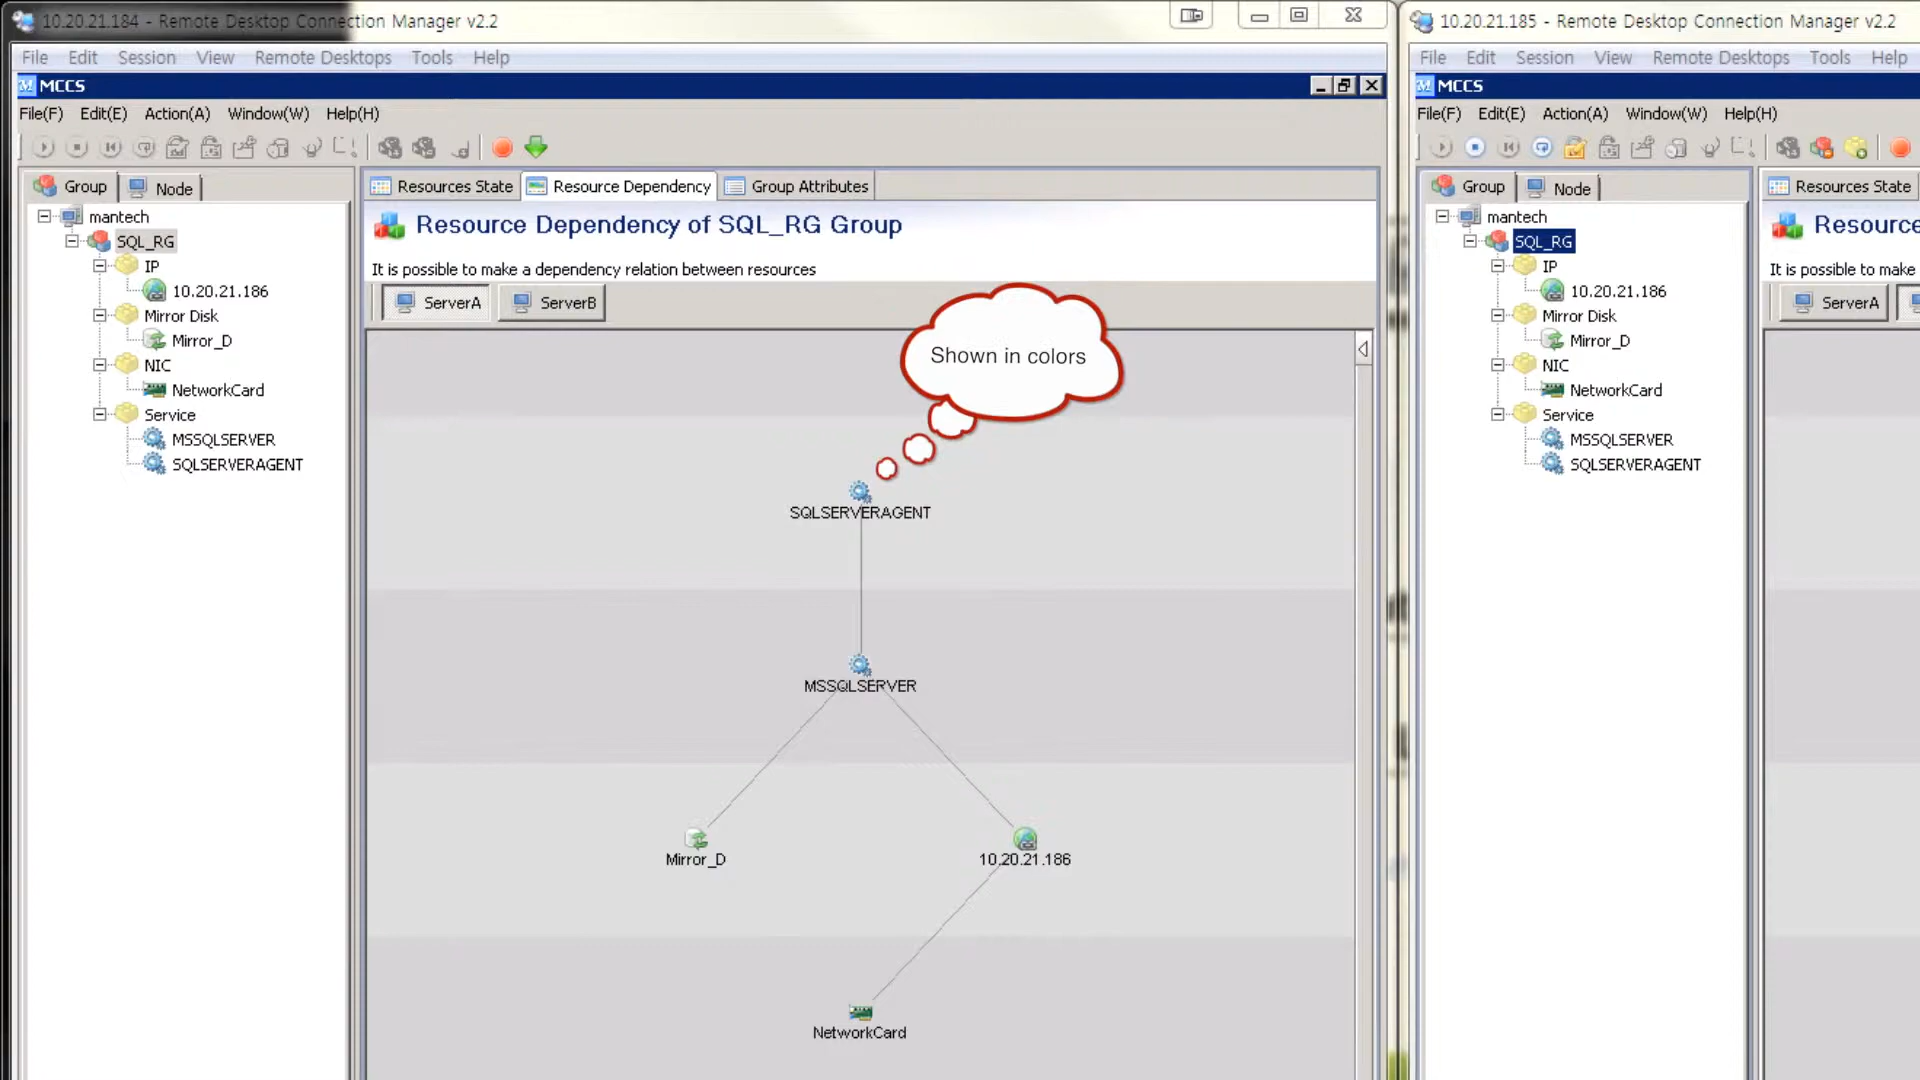 10.20.21.184 - Remote Desktop Connection Manager v2.2
File Edit Session View Remote Desktops Tools Help
MCCS
File(F) Edit(E) Action(A) Window(W) Help(H)
Group Node
mantech
SQL_RG
IP
10.20.21.186
Mirror Disk
Mirror_D
NIC
NetworkCard
Service
MSSQLSERVER
SQLSERVERAGENT
Resources State Resource Dependency Group Attributes
Resource Dependency of SQL_RG Group
It is possible to make a dependency relation between resources
ServerA ServerB
Shown in colors
SQLSERVERAGENT
MSSQLSERVER
Mirror_D 10.20.21.186
NetworkCard
10.20.21.185 - Remote Desktop Connection Manager v2.2
File Edit Session View Remote Desktops Tools Help
MCCS
File(F) Edit(E) Action(A) Window(W) Help(H)
Group Node
mantech
SQL_RG
IP
10.20.21.186
Mirror Disk
Mirror_D
NIC
NetworkCard
Service
MSSQLSERVER
SQLSERVERAGENT
Resources State
Resource
It is possible to make
ServerA